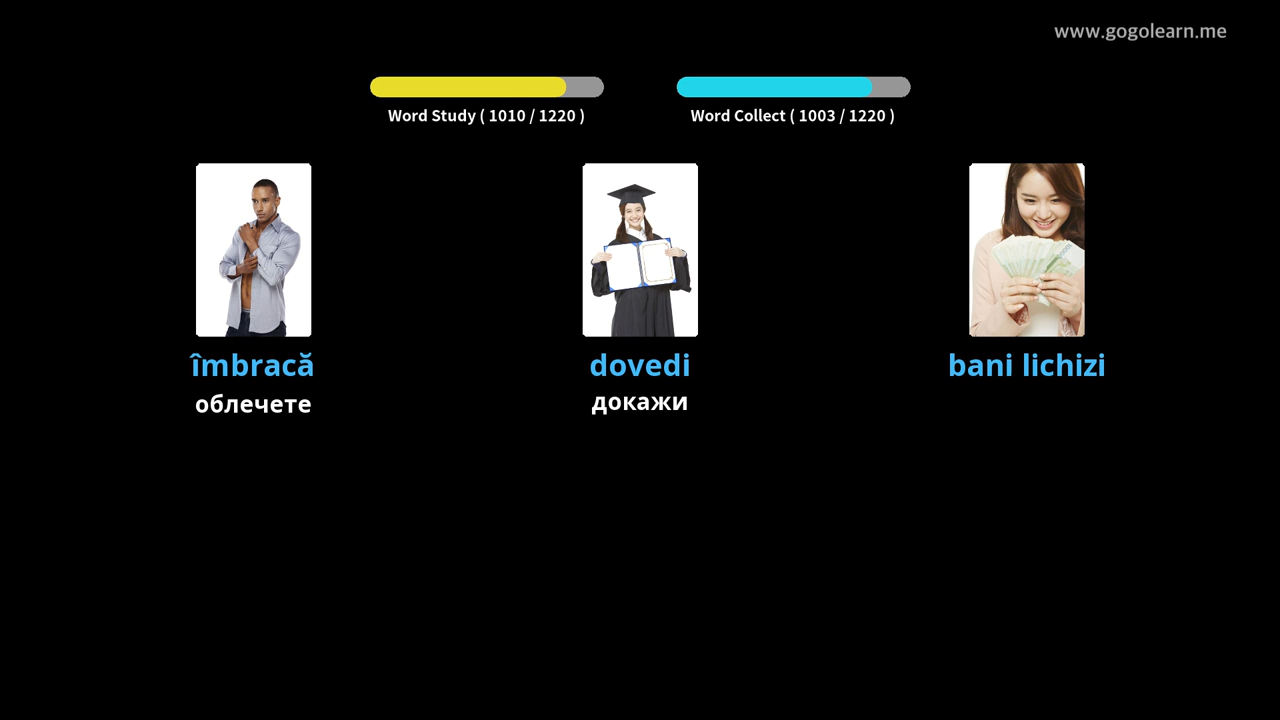 www.gogolearn.me
Word Study ( 1010 / 1220 )
Word Collect ( 1003 / 1220 )
îmbracă
dovedi
bani lichizi
облечете
докажи